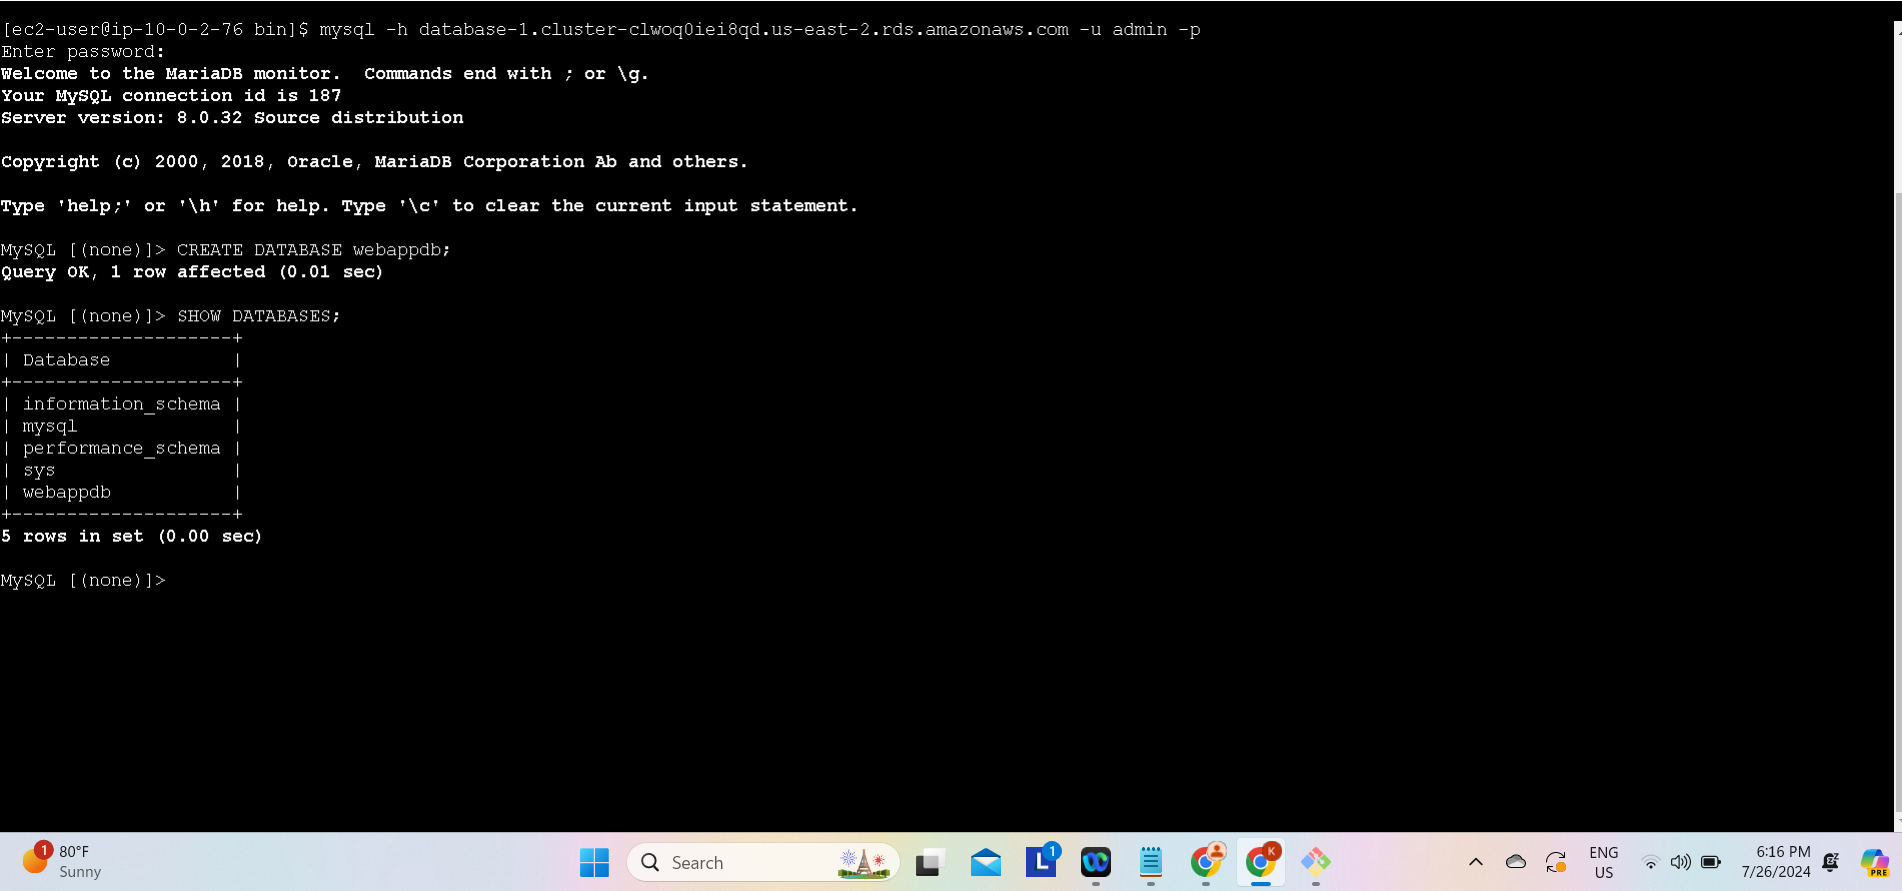 [ec2-user@ip-10-0-2-76 bin]$ mysql -h database-1.cluster-clwoq0iei8qd.us-east-2.rds.amazonaws.com -u admin -p
Enter password:
Welcome to the MariaDB monitor.  Commands end with ; or \g.
Your MySQL connection id is 187
Server version: 8.0.32 Source distribution
Copyright (c) 2000, 2018, Oracle, MariaDB Corporation Ab and others.
Type 'help;' or '\h' for help. Type '\c' to clear the current input statement.
MySQL [(none)]> CREATE DATABASE webappdb;
Query OK, 1 row affected (0.01 sec)
MySQL [(none)]> SHOW DATABASES;
+--------------------+
| Database           |
+--------------------+
| information_schema |
| mysql              |
| performance_schema |
| sys                |
| webappdb           |
+--------------------+
5 rows in set (0.00 sec)
MySQL [(none)]>
1
80°F
Sunny
Search
L
1
K
ENG
US
6:16 PM
7/26/2024
PRE